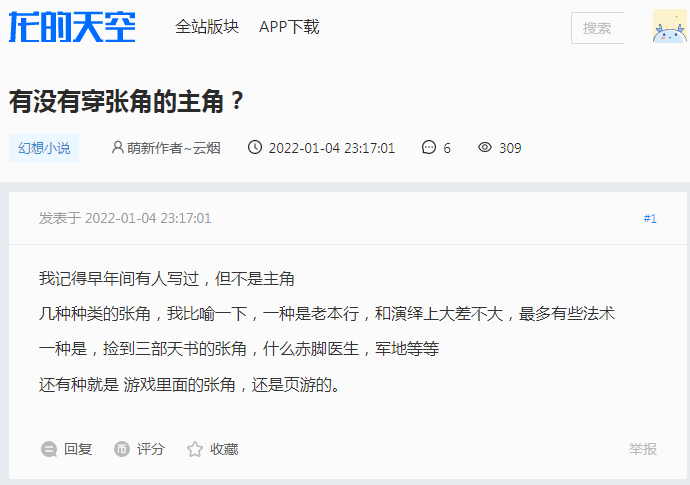 龙的天空 全站版块 APP下载 搜索
有没有穿张角的主角？
幻想小说 萌新作者~云烟 2022-01-04 23:17:01 6 309
发表于 2022-01-04 23:17:01 #1
我记得早年间有人写过，但不是主角
几种种类的张角，我比喻一下，一种是老本行，和演绎上大差不大，最多有些法术
一种是，捡到三部天书的张角，什么赤脚医生，军地等等
还有种就是 游戏里面的张角，还是页游的。
回复 评分 收藏 举报